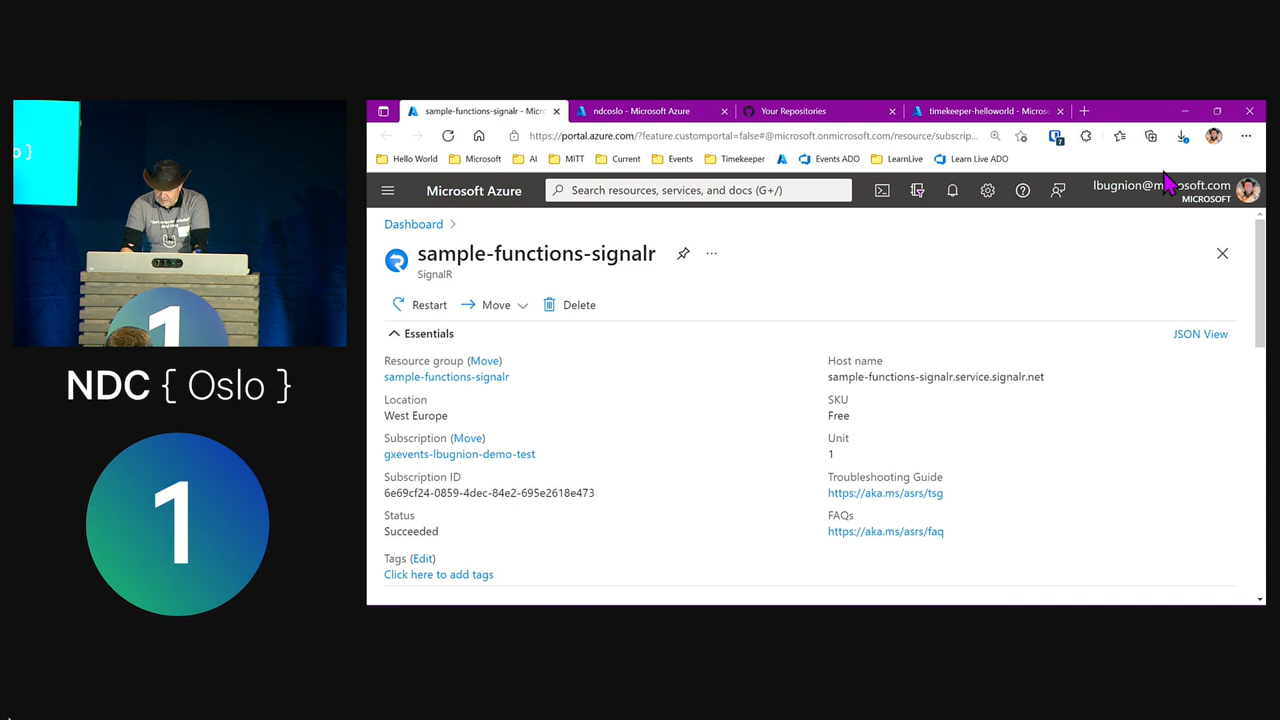 o }
1
NDC { Oslo }
1
sample-functions-signalr - Micro
ndcoslo - Microsoft Azure
Your Repositories
timekeeper-helloworld - Microso
https://portal.azure.com/?feature.customportal=false#@microsoft.onmicrosoft.com/resource/subscrip...
7
Hello World
Microsoft
AI
MITT
Current
Events
Timekeeper
Events ADO
LearnLive
Learn Live ADO
Microsoft Azure
Search resources, services, and docs (G+/)
lbugnion@microsoft.com
MICROSOFT
Dashboard
sample-functions-signalr
SignalR
Restart
Move
Delete
Essentials
JSON View
Resource group (Move)
sample-functions-signalr
Location
West Europe
Subscription (Move)
gxevents-lbugnion-demo-test
Subscription ID
6e69cf24-0859-4dec-84e2-695e2618e473
Status
Succeeded
Tags (Edit)
Click here to add tags
Host name
sample-functions-signalr.service.signalr.net
SKU
Free
Unit
1
Troubleshooting Guide
https://aka.ms/asrs/tsg
FAQs
https://aka.ms/asrs/faq